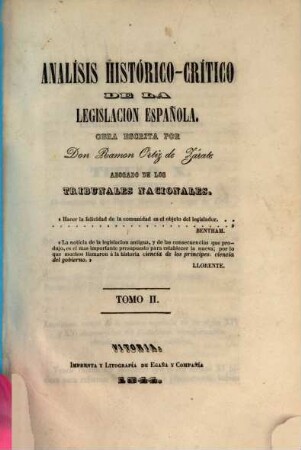 ANALÍSIS HISTÓRICO-CRÍTICO
DE LA
LEGISLACION ESPAÑOLA.
OBRA ESCRITA POR
Don Ramon Ortiz de Zárate
ABOGADO DE LOS
TRIBUNALES NACIONALES.
« Hacer la felicidad de la comunidad es el objeto del legislador. . . »
BENTHAM.
« La noticia de la legislacion antigua, y de las consecuencias que pro-
dujo, es el mas importante presupuesto para establecer la nueva, por lo
que muchos llamaron á la historia ciencia de los principes, ciencia
del gobierno. »
LLORENTE.
TOMO II.
VITORIA:
IMPRENTA Y LITOGRAFÍA DE EGAÑA Y COMPAÑÍA
1844.